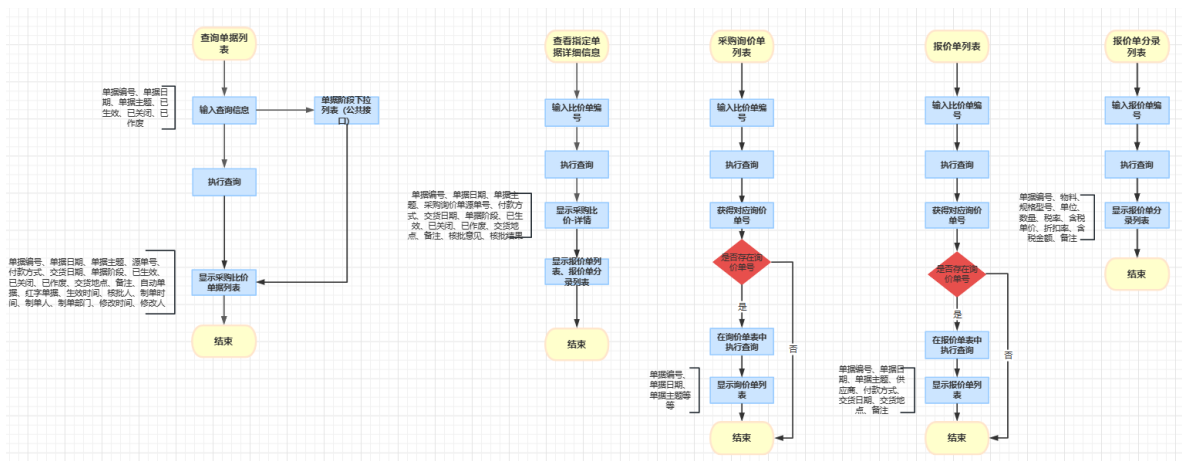 查询单据列
表
单据编号、单据日
期、单据主题、已
生效、已关闭、已
作废
输入查询信息
单据阶段下拉
列表（公共接
口）
执行查询
单据编号、单据日期、单据主题、源单号、
付款方式、交货日期、单据阶段、已生效、
已关闭、已作废、交货地点、备注、自动单
据、红字单据、生效时间、核批人、制单时
间、制单人、制单部门、修改时间、修改人
显示采购比价
单据列表
结束
查看指定单
据详细信息
输入比价单编
号
执行查询
单据编号、单据日期、单据主
题、采购询价单源单号、付款方
式、交货日期、单据阶段、已生
效、已关闭、已作废、交货地
点、备注、核批意见、核批结果
显示采购比
价-详情
显示报价单列
表、报价单分
录列表
结束
采购询价单
列表
输入比价单编
号
执行查询
获得对应询价
单号
是否存在询
价单号
是
否
在询价单表中
执行查询
单据编号、
单据日期、
单据主题等
等
显示询价单列
表
结束
报价单列表
输入比价单编
号
执行查询
获得对应询价
单号
是否存在询
价单号
是
否
在报价单表中
执行查询
单据编号、单据日
期、单据主题、供
应商、付款方式、
交货日期、交货地
点、备注
显示报价单列
表
结束
报价单分录
列表
输入报价单编
号
执行查询
单据编号、物料、
规格型号、单位、
数量、税率、含税
单价、折扣率、含
税金额、备注
显示报价单分
录列表
结束